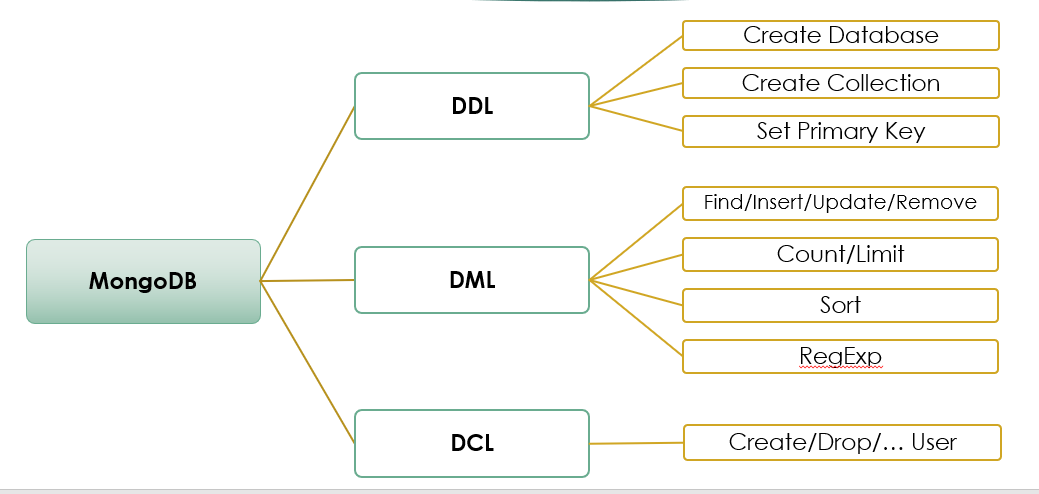 MongoDB
DDL
Create Database
Create Collection
Set Primary Key
DML
Find/Insert/Update/Remove
Count/Limit
Sort
RegExp
DCL
Create/Drop/... User